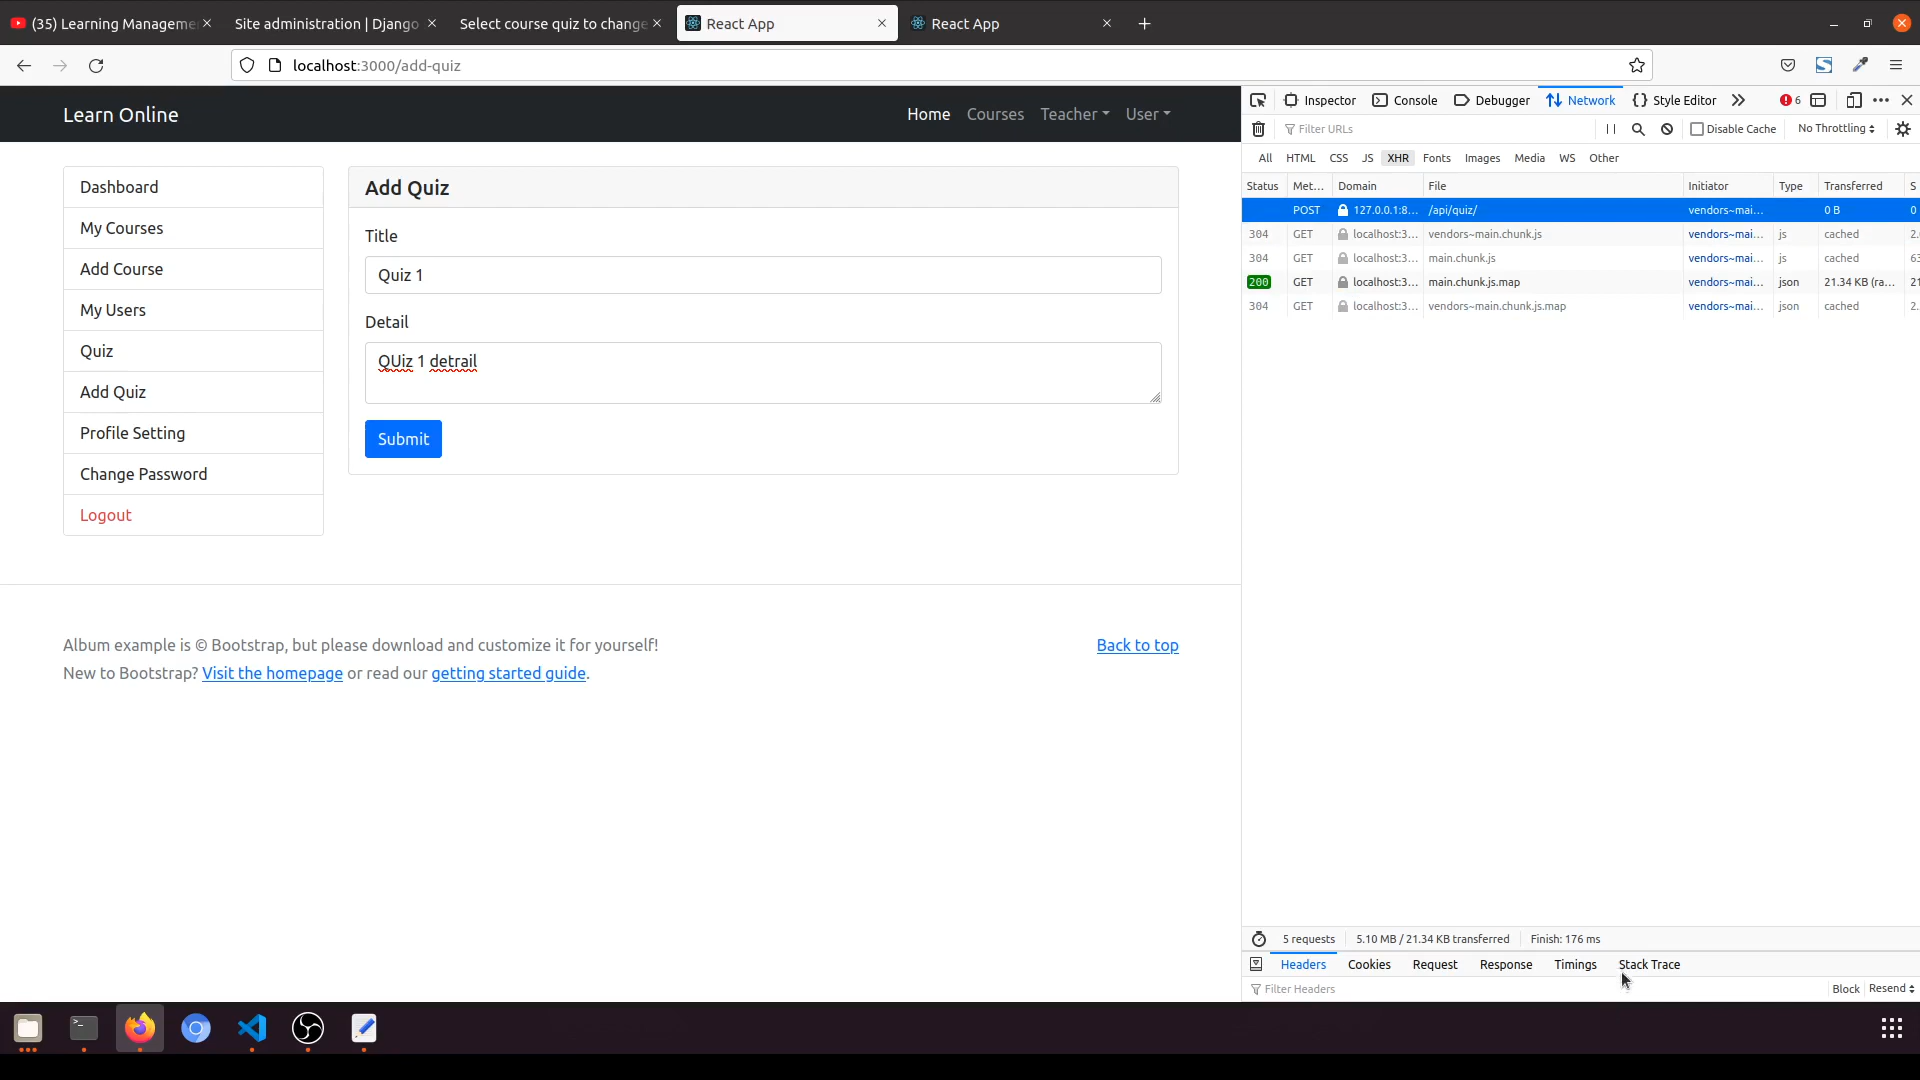 (35) Learning Manageme
Site administration | Django
Select course quiz to change
React App
React App
localhost:3000/add-quiz
Learn Online
Home
Courses
Teacher
User
Dashboard
My Courses
Add Course
My Users
Quiz
Add Quiz
Profile Setting
Change Password
Logout
Add Quiz
Title
Quiz 1
Detail
QUiz 1 detrail
Submit
Album example is © Bootstrap, but please download and customize it for yourself!
New to Bootstrap? Visit the homepage or read our getting started guide.
Back to top
Inspector
Console
Debugger
Network
Style Editor
6
Filter URLs
Disable Cache
No Throttling
All HTML CSS JS XHR Fonts Images Media WS Other
Status Met... Domain File Initiator Type Transferred S
POST 127.0.0.1:8... /api/quiz/ vendors~mai... 0 B 0
304 GET localhost:3... vendors~main.chunk.js vendors~mai... js cached 2.
304 GET localhost:3... main.chunk.js vendors~mai... js cached 63
200 GET localhost:3... main.chunk.js.map vendors~mai... json 21.34 KB (ra... 21
304 GET localhost:3... vendors~main.chunk.js.map vendors~mai... json cached 2.
5 requests 5.10 MB / 21.34 KB transferred Finish: 176 ms
Headers Cookies Request Response Timings Stack Trace
Filter Headers
Block Resend